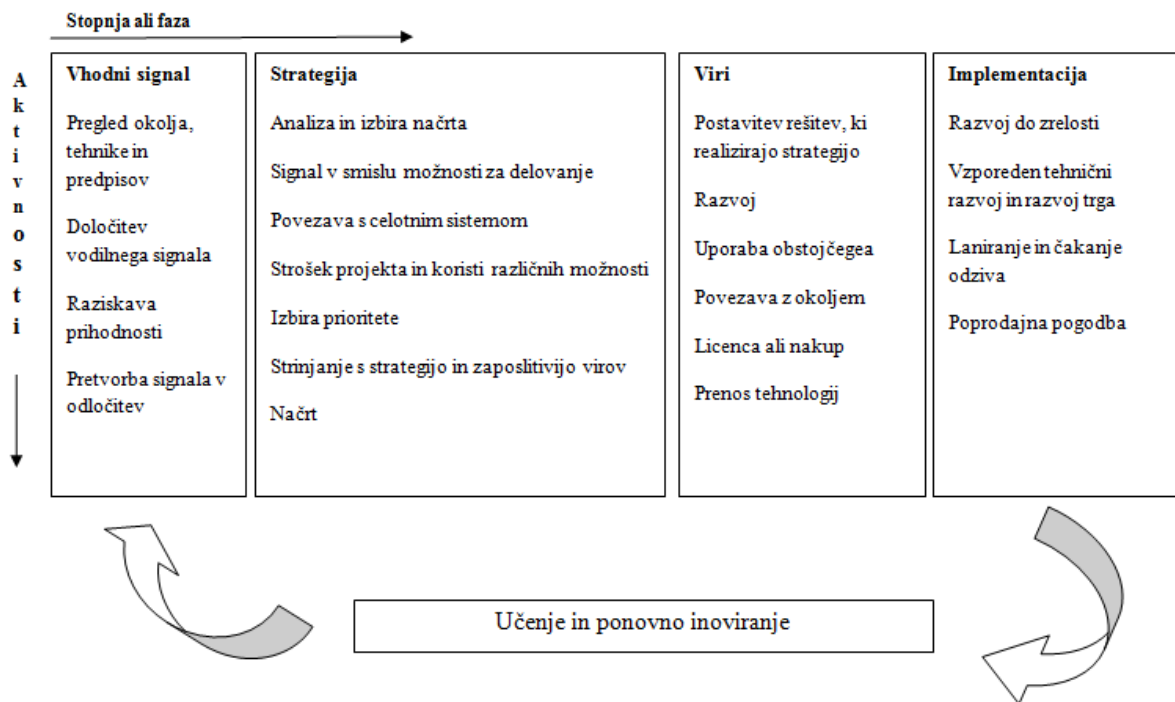 Stopnja ali faza
Aktivnosti
Vhodni signal
Pregled okolja,
tehnike in
predpisov
Določitev
vodilnega signala
Raziskava
prihodnosti
Pretvorba signala v
odločitev
Strategija
Analiza in izbira načrta
Signal v smislu možnosti za delovanje
Povezava s celotnim sistemom
Strošek projekta in koristi različnih možnosti
Izbira prioritete
Strinjanje s strategijo in zaposlitivijo virov
Načrt
Viri
Postavitev rešitev, ki
realizirajo strategijo
Razvoj
Uporaba obstoječegea
Povezava z okoljem
Licenca ali nakup
Prenos tehnologij
Implementacija
Razvoj do zrelosti
Vzporeden tehnični
razvoj in razvoj trga
Laniranje in čakanje
odziva
Poprodajna pogodba
Učenje in ponovno inoviranje